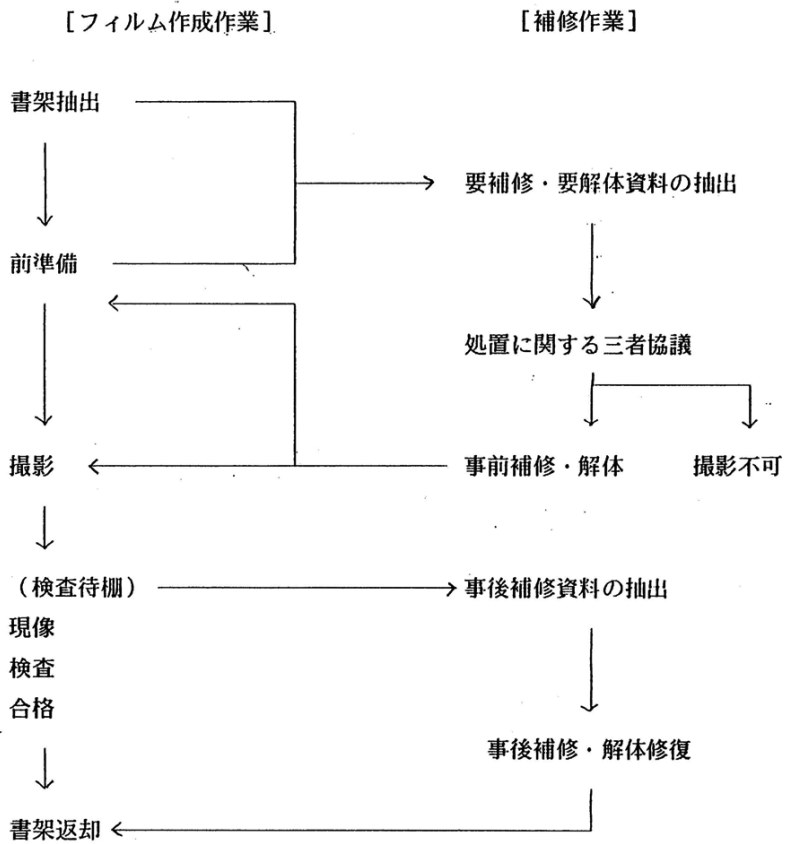 [フィルム作成作業]
[補修作業]
書架抽出
要補修・要解体資料の抽出
前準備
処置に関する三者協議
撮影
事前補修・解体
撮影不可
(検査待棚)
事後補修資料の抽出
現像
検査
合格
事後補修・解体修復
書架返却